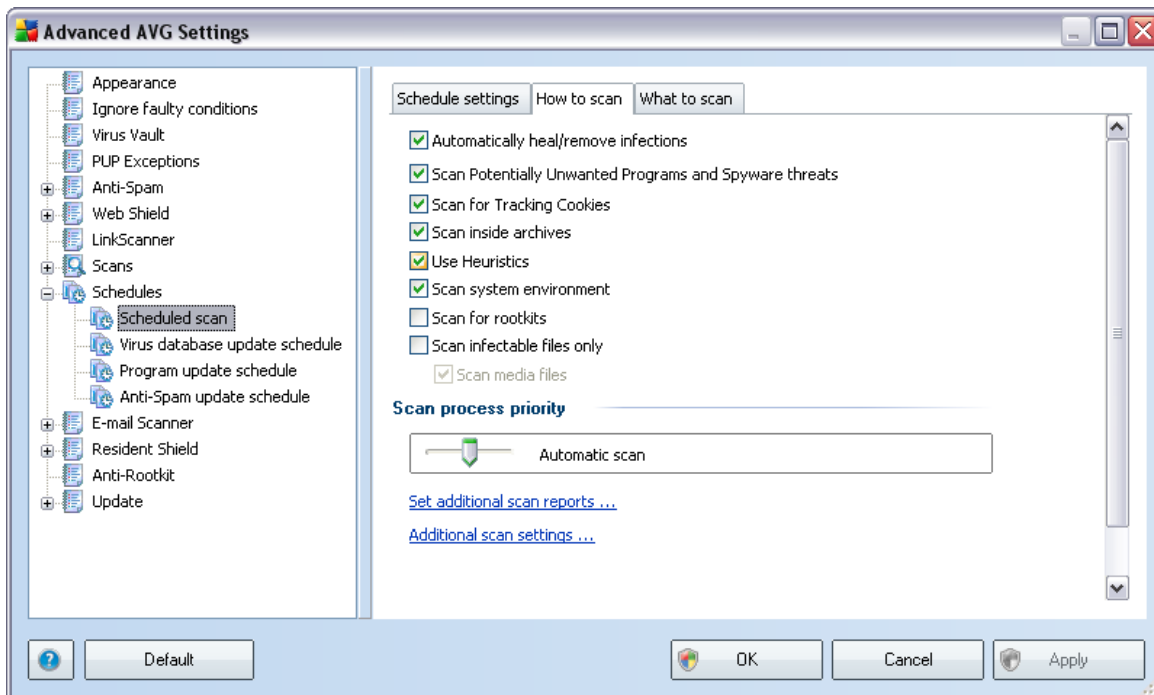 Advanced AVG Settings
Appearance
Ignore faulty conditions
Virus Vault
PUP Exceptions
Anti-Spam
Web Shield
LinkScanner
Scans
Schedules
Scheduled scan
Virus database update schedule
Program update schedule
Anti-Spam update schedule
E-mail Scanner
Resident Shield
Anti-Rootkit
Update
Schedule settings
How to scan
What to scan
Automatically heal/remove infections
Scan Potentially Unwanted Programs and Spyware threats
Scan for Tracking Cookies
Scan inside archives
Use Heuristics
Scan system environment
Scan for rootkits
Scan infectable files only
Scan media files
Scan process priority
Automatic scan
Set additional scan reports ...
Additional scan settings ...
Default
OK
Cancel
Apply